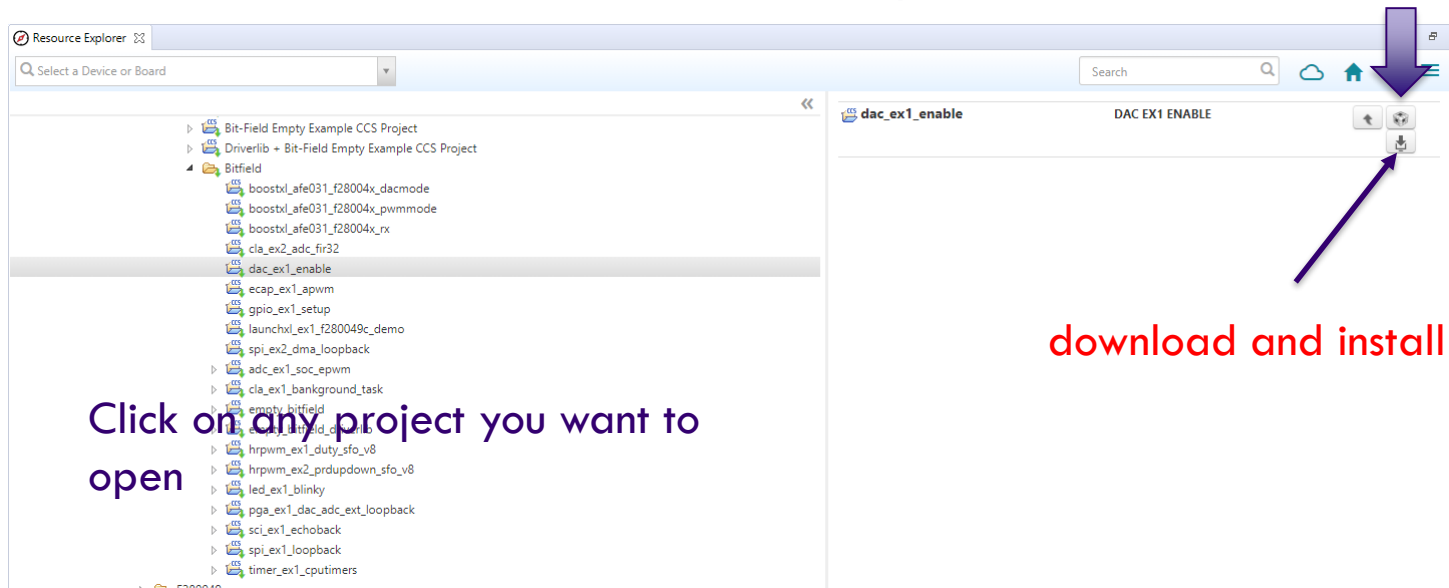 Resource Explorer
Select a Device or Board
Search
Bit-Field Empty Example CCS Project
Driverlib + Bit-Field Empty Example CCS Project
Bitfield
boostxl_afe031_f28004x_dacmode
boostxl_afe031_f28004x_pwmmode
boostxl_afe031_f28004x_rx
cla_ex2_adc_fir32
dac_ex1_enable
ecap_ex1_apwm
gpio_ex1_setup
launchxl_ex1_f280049c_demo
spi_ex2_dma_loopback
adc_ex1_soc_epwm
cla_ex1_bankground_task
empty_bitfield
empty_bitfield_driverlib
hrpwm_ex1_duty_sfo_v8
hrpwm_ex2_prdupdown_sfo_v8
led_ex1_blinky
pga_ex1_dac_adc_ext_loopback
sci_ex1_echoback
spi_ex1_loopback
timer_ex1_cputimers
Click on any project you want to
open
dac_ex1_enable DAC EX1 ENABLE
download and install